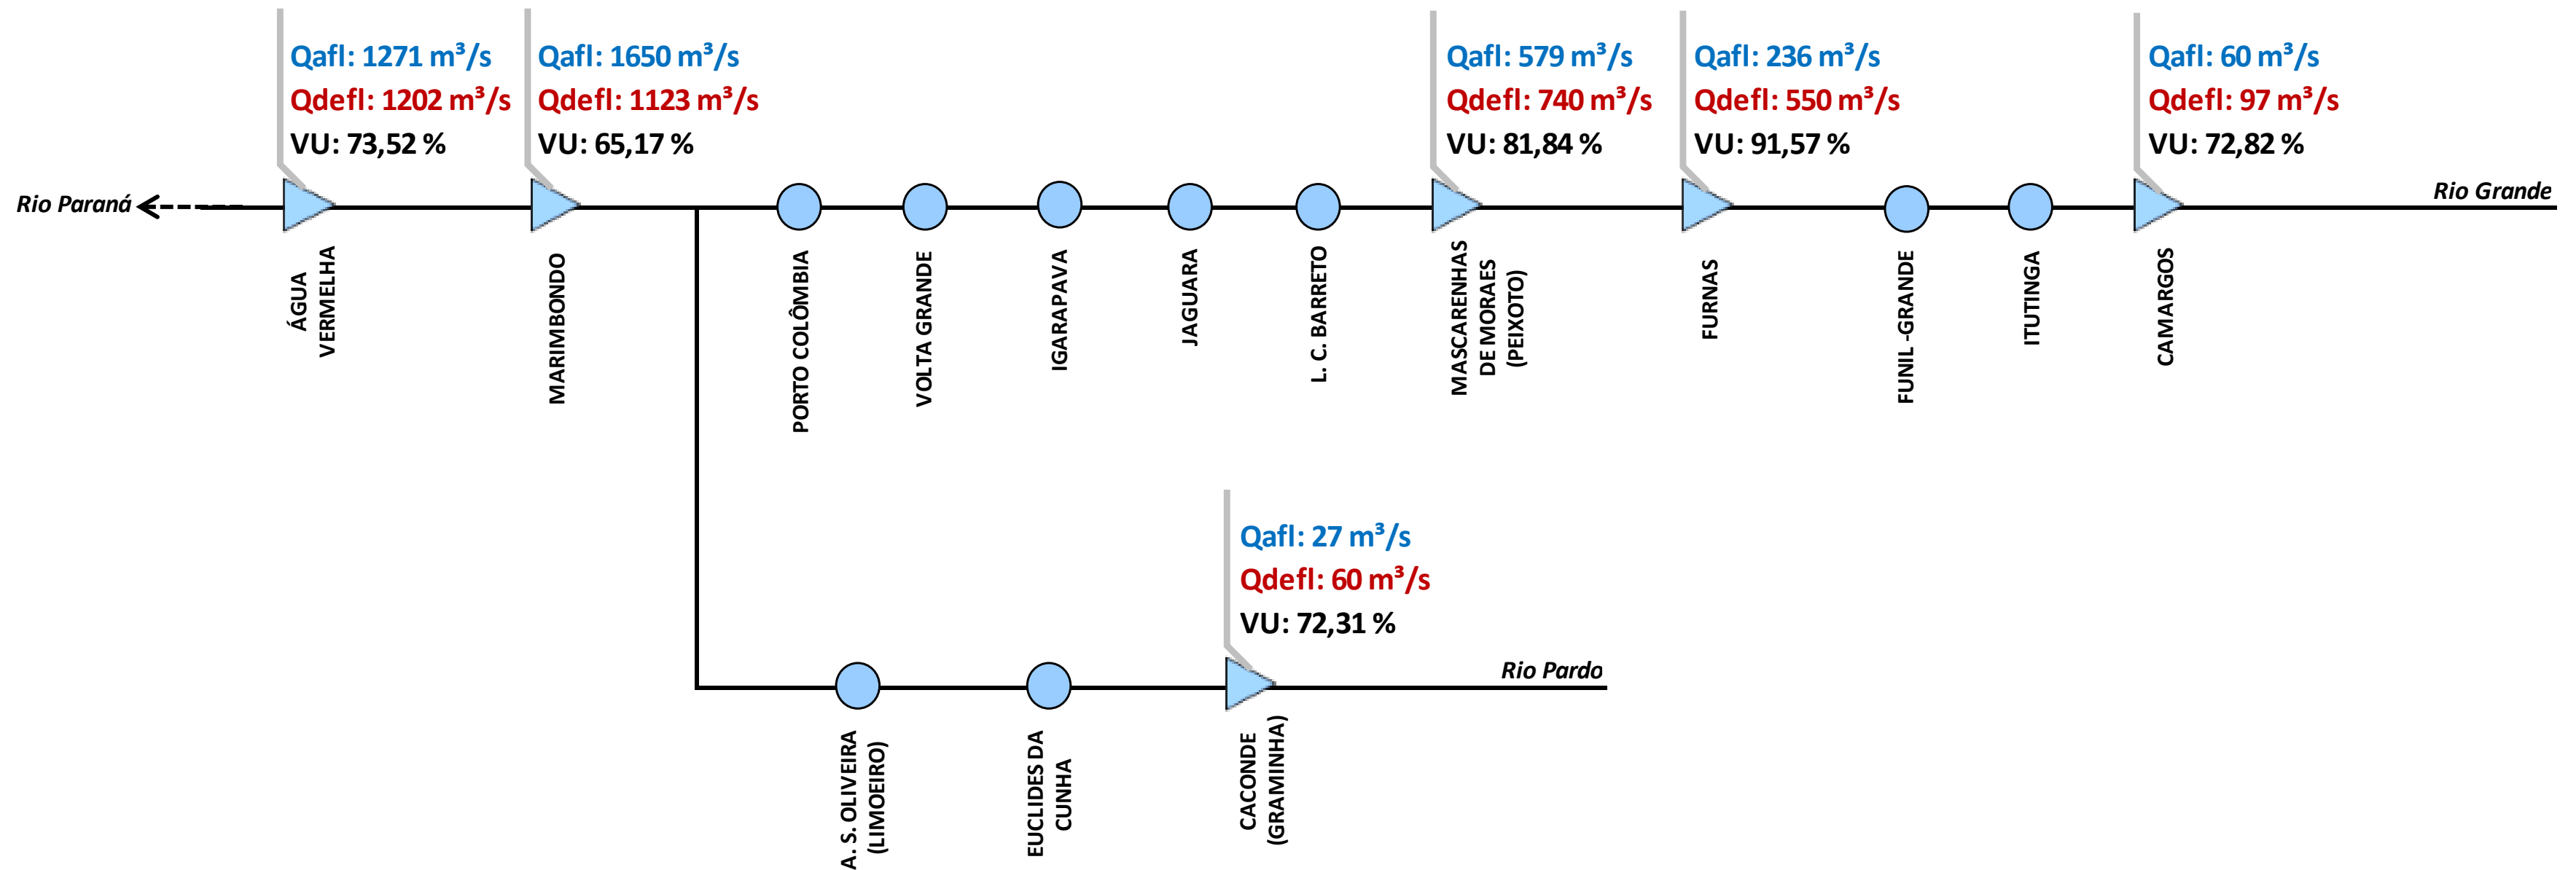 Qafl: 1271 m³/s
Qdefl: 1202 m³/s
VU: 73,52 %
Qafl: 1650 m³/s
Qdefl: 1123 m³/s
VU: 65,17 %
Qafl: 579 m³/s
Qdefl: 740 m³/s
VU: 81,84 %
Qafl: 236 m³/s
Qdefl: 550 m³/s
VU: 91,57 %
Qafl: 60 m³/s
Qdefl: 97 m³/s
VU: 72,82 %
Rio Paraná
Rio Grande
ÁGUA
VERMELHA
MARIMBONDO
PORTO COLÔMBIA
VOLTA GRANDE
IGARAPAVA
JAGUARA
L. C. BARRETO
MASCARENHAS
DE MORAES
(PEIXOTO)
FURNAS
FUNIL -GRANDE
ITUTINGA
CAMARGOS
Qafl: 27 m³/s
Qdefl: 60 m³/s
VU: 72,31 %
Rio Pardo
A. S. OLIVEIRA
(LIMOEIRO)
EUCLIDES DA
CUNHA
CACONDE
(GRAMINHA)